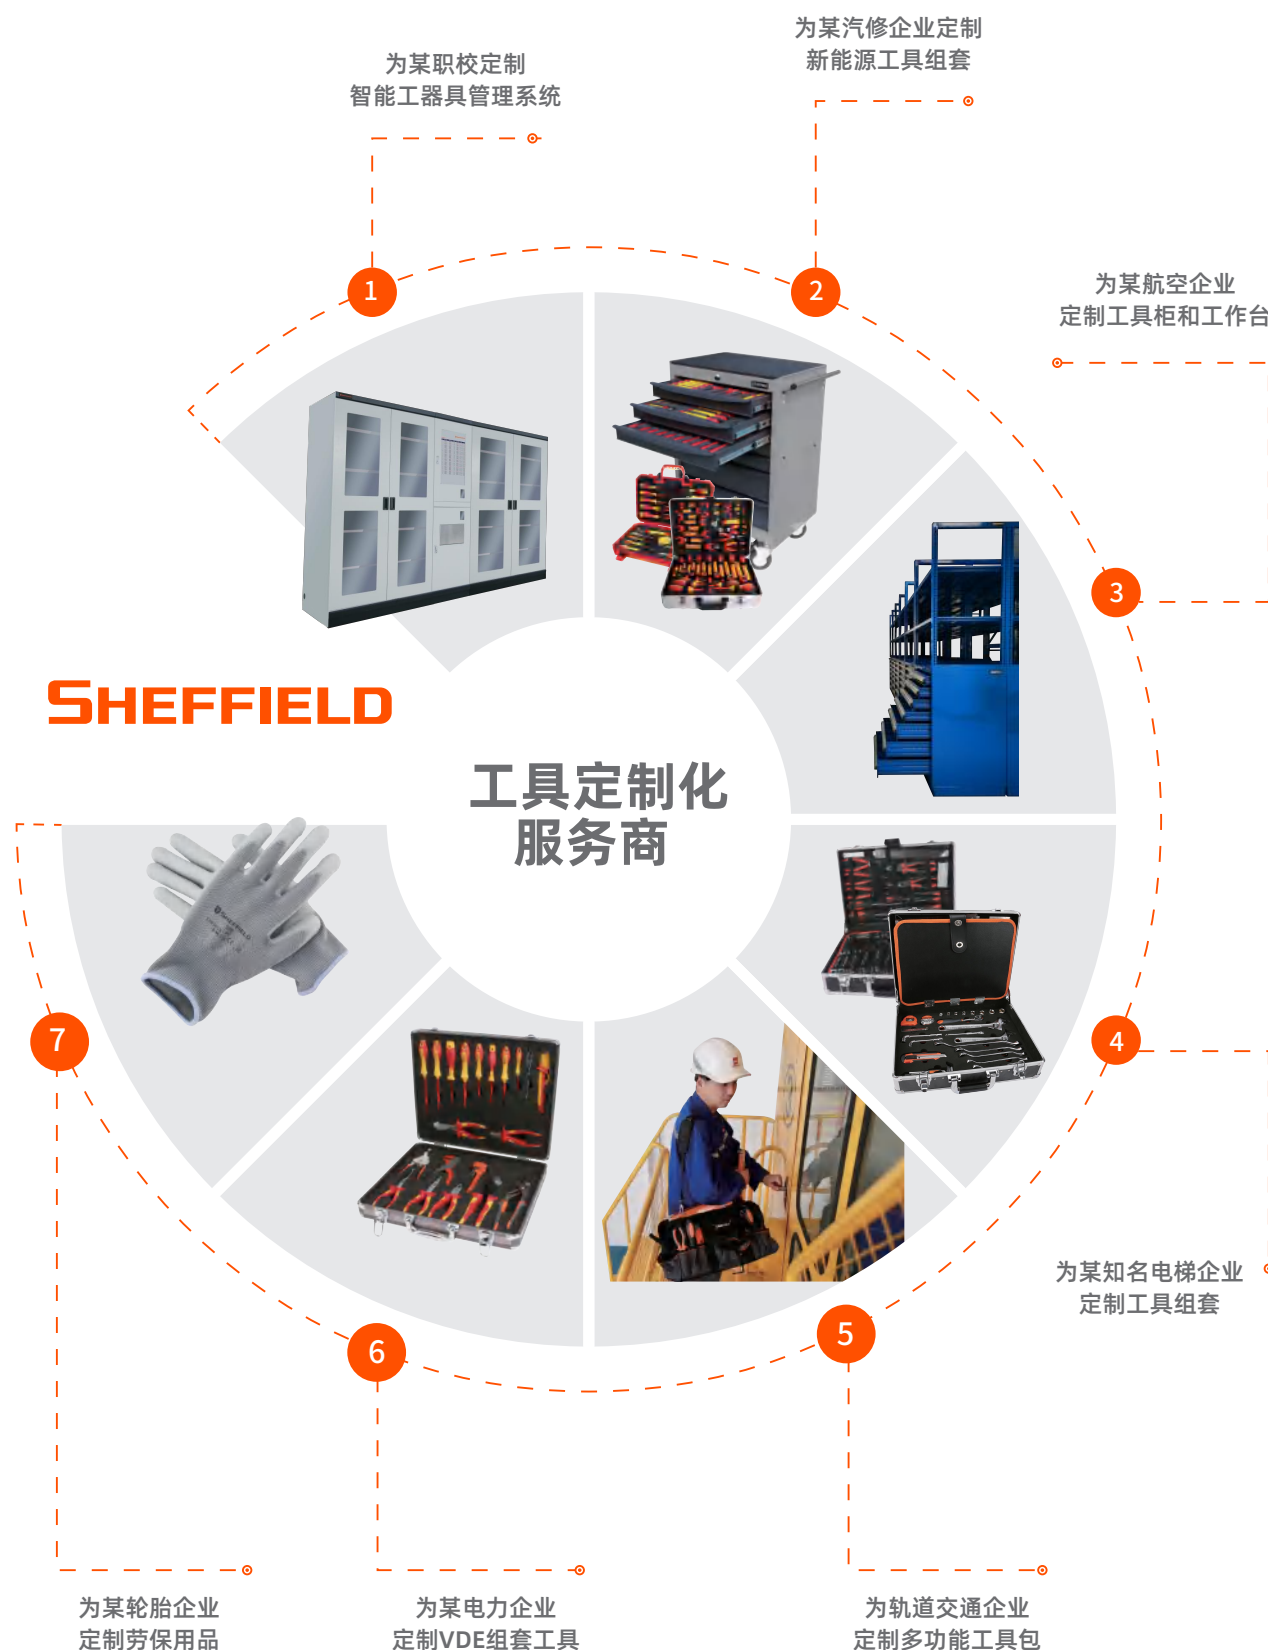 为某汽修企业定制
新能源工具组套
为某职校定制
智能工器具管理系统
1
2
为某航空企业
定制工具柜和工作台
3
SHEFFIELD
工具定制化
服务商
SHEFFIELD
7
4
为某知名电梯企业
定制工具组套
5
6
为某轮胎企业
定制劳保用品
为某电力企业
定制VDE组套工具
为轨道交通企业
定制多功能工具包